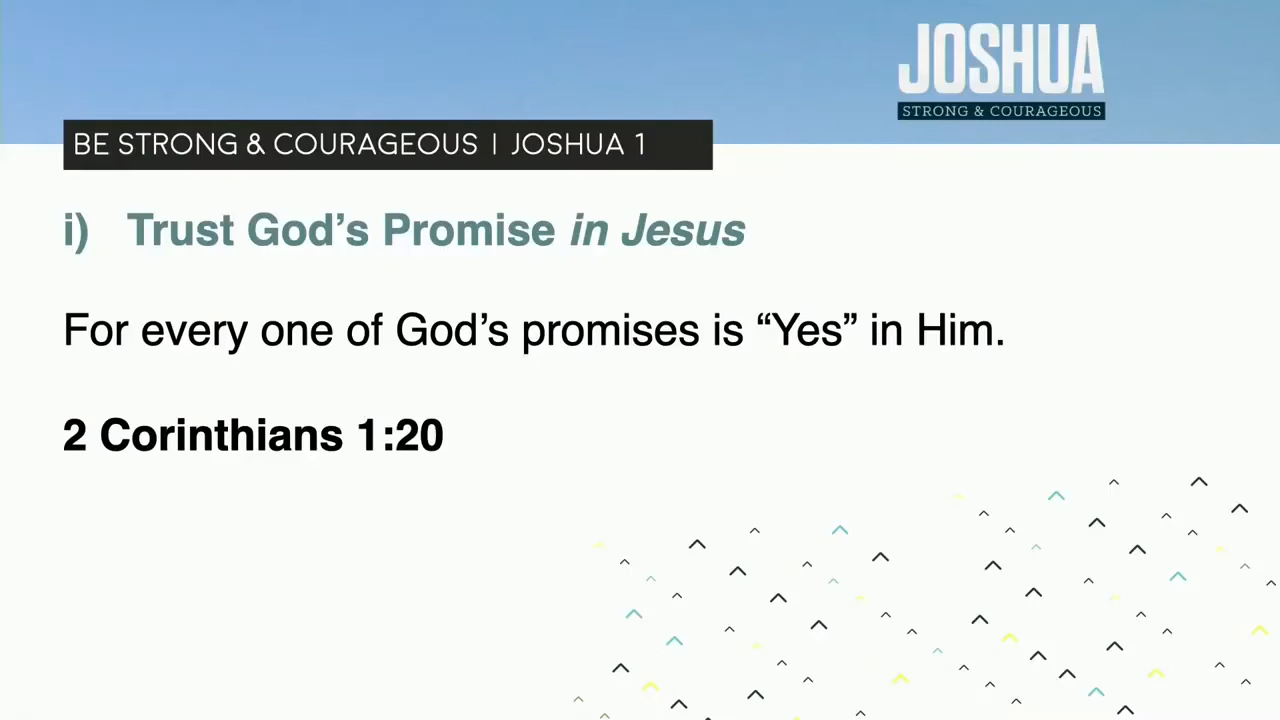 JOSHUA
STRONG & COURAGEOUS
BE STRONG & COURAGEOUS | JOSHUA 1
i) Trust God’s Promise in Jesus
For every one of God’s promises is “Yes” in Him.
2 Corinthians 1:20